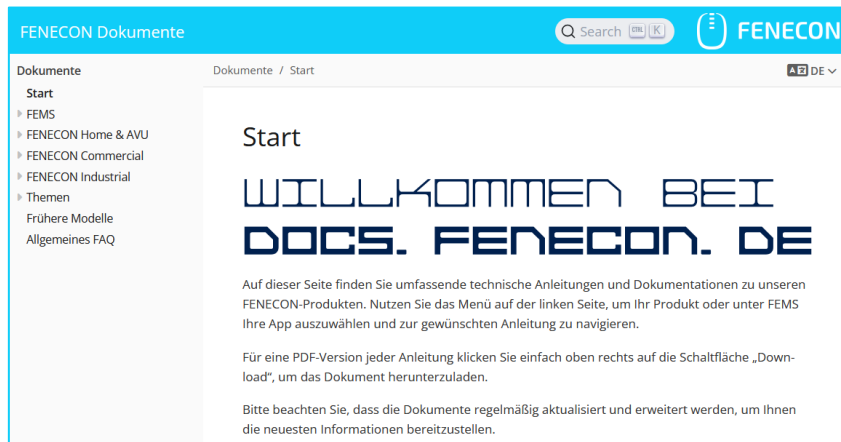 FENECON Dokumente
Search CTRL K
FENECON
Dokumente
Start
FEMS
FENECON Home & AVU
FENECON Commercial
FENECON Industrial
Themen
Frühere Modelle
Allgemeines FAQ
Dokumente / Start
DE
Start
WILLKOMMEN BEI
DOCS. FENECON. DE
Auf dieser Seite finden Sie umfassende technische Anleitungen und Dokumentationen zu unseren
FENECON-Produkten. Nutzen Sie das Menü auf der linken Seite, um Ihr Produkt oder unter FEMS
Ihre App auszuwählen und zur gewünschten Anleitung zu navigieren.
Für eine PDF-Version jeder Anleitung klicken Sie einfach oben rechts auf die Schaltfläche „Down-
load“, um das Dokument herunterzuladen.
Bitte beachten Sie, dass die Dokumente regelmäßig aktualisiert und erweitert werden, um Ihnen
die neuesten Informationen bereitzustellen.